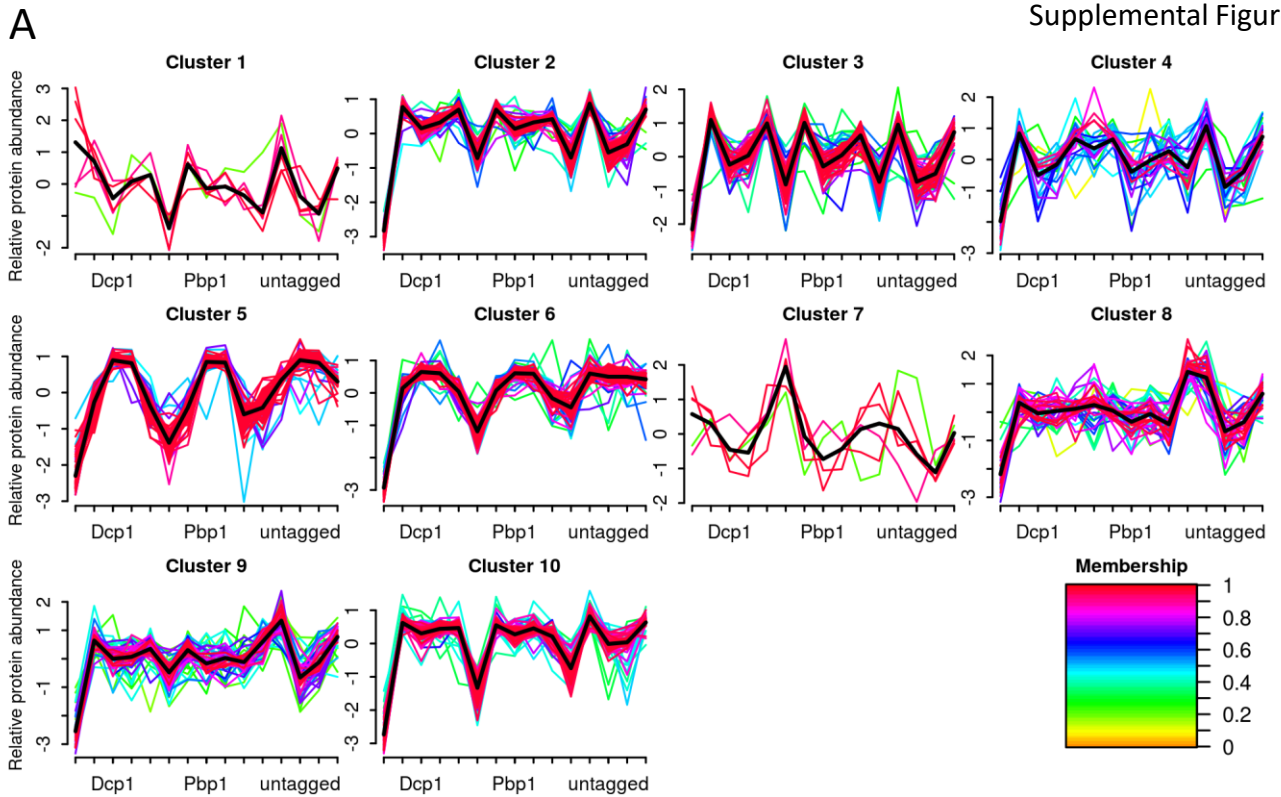 A
Supplemental Figur
Cluster 1
Cluster 2
Cluster 3
Cluster 4
Relative protein abundance
3
2
1
0
-2
1
0
-1
-2
-3
2
1
0
-1
-2
2
1
0
-1
-3
Dcp1 Pbp1 untagged
Dcp1 Pbp1 untagged
Dcp1 Pbp1 untagged
Dcp1 Pbp1 untagged
Cluster 5
Cluster 6
Cluster 7
Cluster 8
Relative protein abundance
1
0
-1
-2
-3
1
0
-1
-3
2
1
0
-1
-2
2
1
-1
-3
Dcp1 Pbp1 untagged
Dcp1 Pbp1 untagged
Dcp1 Pbp1 untagged
Dcp1 Pbp1 untagged
Cluster 9
Cluster 10
Relative protein abundance
2
1
-1
-3
1
0
-1
-2
-3
Dcp1 Pbp1 untagged
Dcp1 Pbp1 untagged
Membership
1
0.8
0.6
0.4
0.2
0